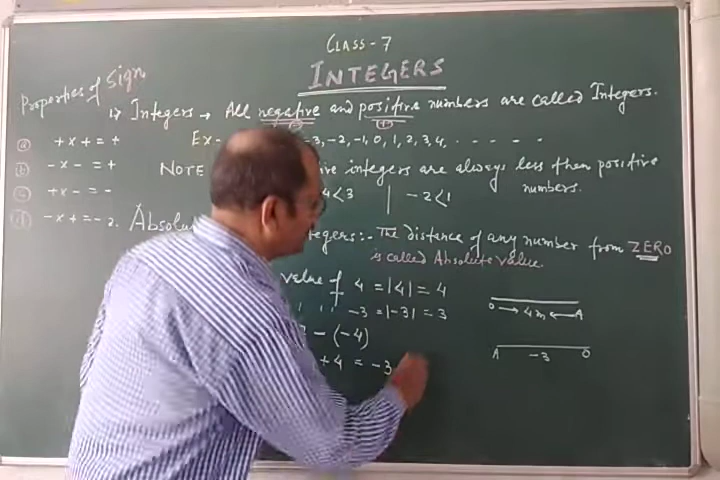 CLASS-7
INTEGERS
Properties of Sign
1) Integers → All negative and positive numbers are called Integers.
(-) (+)
(a) + x + = +
Ex- -3, -2, -1, 0, 1, 2, 3, 4, . . . . . .
(b) - x - = +
NOTE integers are always less then positive numbers.
(c) + x - = -
4<3 | -2<1
(d) - x + = -
2. Absolu tegers:- The distance of any number from ZERO
is called Absolute value.
value of 4 = |4| = 4
" " -3 = |-3| = 3
- (-4)
+ 4 = -3
0 → 4m ← A
A -3 0